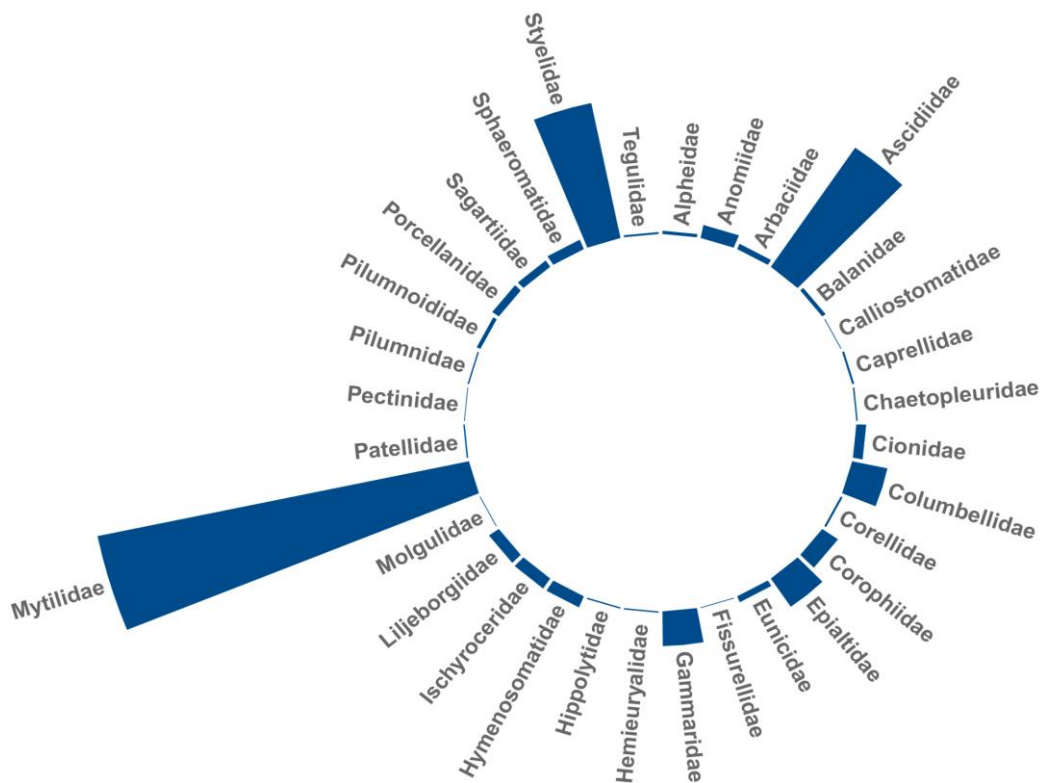 Alpheidae
Anomiidae
Arbaciidae
Ascidiidae
Balanidae
Calliostomatidae
Caprellidae
Chaetopleuridae
Cionidae
Columbellidae
Corellidae
Corophiidae
Epialtidae
Eunicidae
Fissurellidae
Gammaridae
Hemieuryalidae
Hippolytidae
Hymenosomatidae
Ischyroceridae
Liljeborgiidae
Molgulidae
Mytilidae
Patellidae
Pectinidae
Pilumnidae
Pilumnoididae
Porcellanidae
Sagartiidae
Sphaeromatidae
Styelidae
Tegulidae